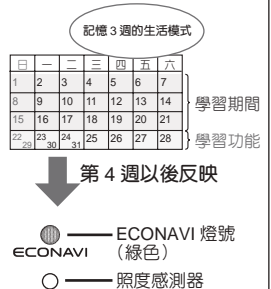 記憶 3 週的生活模式
日 一 二 三 四 五 六
1 2 3 4 5 6 7
8 9 10 11 12 13 14
學習期間
15 16 17 18 19 20 21
22 29 23 30 24 31 25 26 27 28
學習功能
第 4 週以後反映
ECONAVI 燈號
ECONAVI （綠色）
照度感測器